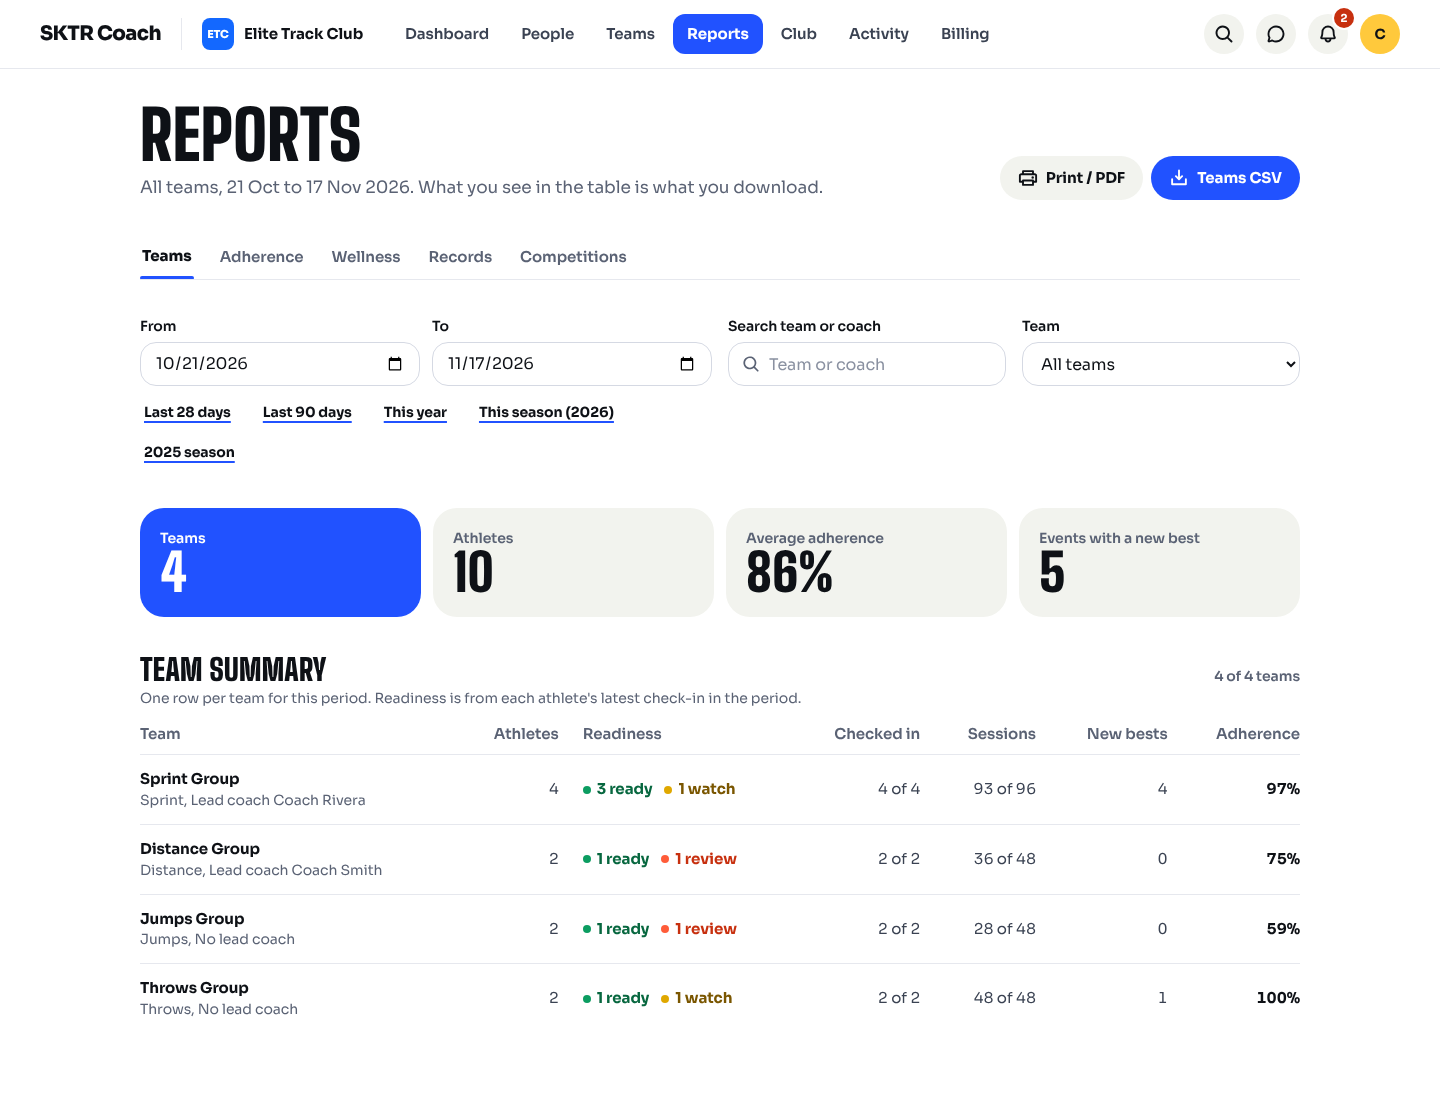 SKTR Coach ETC Elite Track Club Dashboard People Teams Reports Club Activity Billing 2 C
REPORTS
All teams, 21 Oct to 17 Nov 2026. What you see in the table is what you download.
Print / PDF Teams CSV
Teams Adherence Wellness Records Competitions
From To Search team or coach Team
10/21/2026 11/17/2026 Team or coach All teams
Last 28 days Last 90 days This year This season (2026)
2025 season
Teams Athletes Average adherence Events with a new best
4 10 86% 5
TEAM SUMMARY
4 of 4 teams
One row per team for this period. Readiness is from each athlete's latest check-in in the period.
Team Athletes Readiness Checked in Sessions New bests Adherence
Sprint Group
4 3 ready 1 watch 4 of 4 93 of 96 4 97%
Sprint, Lead coach Coach Rivera
Distance Group
2 1 ready 1 review 2 of 2 36 of 48 0 75%
Distance, Lead coach Coach Smith
Jumps Group
2 1 ready 1 review 2 of 2 28 of 48 0 59%
Jumps, No lead coach
Throws Group
2 1 ready 1 watch 2 of 2 48 of 48 1 100%
Throws, No lead coach